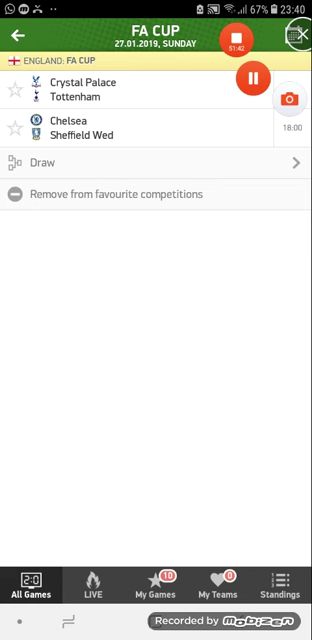 67% 23:40
FA CUP
27.01.2019, SUNDAY
51:42
ENGLAND: FA CUP
Crystal Palace
Tottenham
Chelsea
Sheffield Wed
18:00
Draw
Remove from favourite competitions
2:0
10
0
All Games
LIVE
My Games
My Teams
Standings
Recorded by mobizen